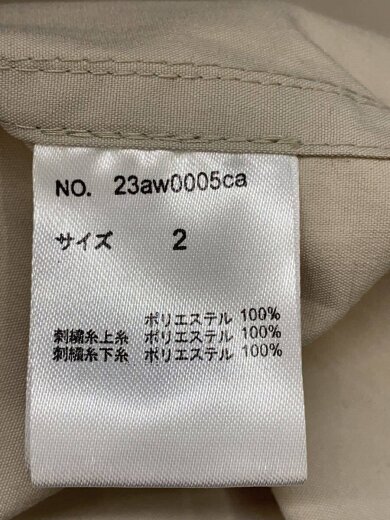 NO. 23aw0005ca
サイズ 2
ポリエステル 100%
刺繍糸上糸 ポリエステル 100%
刺繍糸下糸 ポリエステル 100%